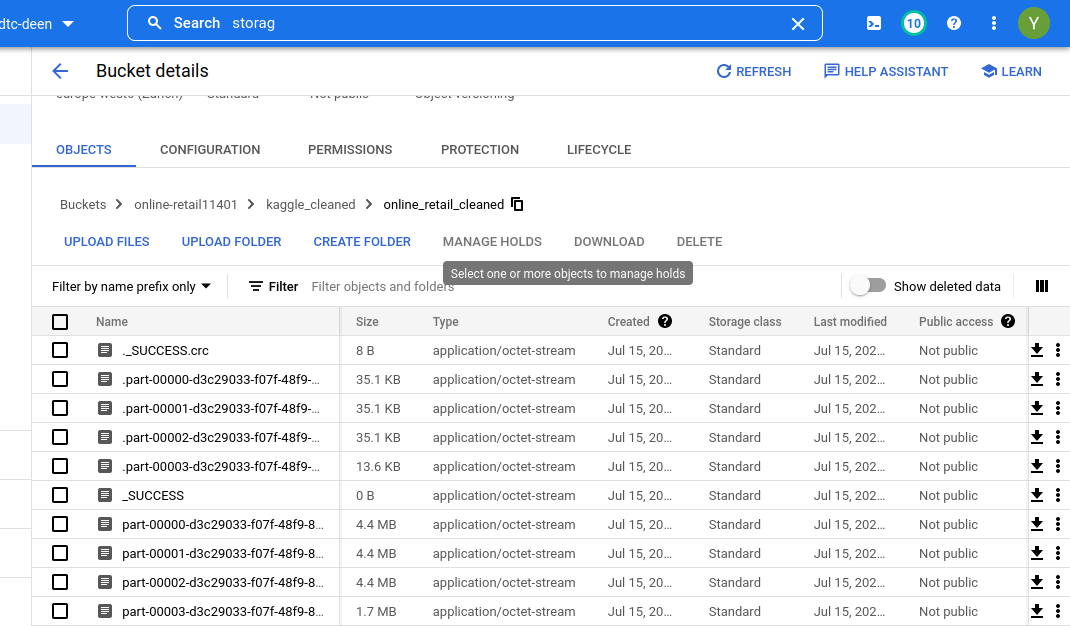 dtc-deen Search storag 10 Y
Bucket details REFRESH HELP ASSISTANT LEARN
Standard Not public Object versioning
OBJECTS CONFIGURATION PERMISSIONS PROTECTION LIFECYCLE
Buckets online-retail11401 kaggle_cleaned online_retail_cleaned
UPLOAD FILES UPLOAD FOLDER CREATE FOLDER MANAGE HOLDS DOWNLOAD DELETE
Select one or more objects to manage holds
Filter by name prefix only Filter Filter objects and folders Show deleted data
Name Size Type Created Storage class Last modified Public access
._SUCCESS.crc 8 B application/octet-stream Jul 15, 20... Standard Jul 15, 202... Not public
.part-00000-d3c29033-f07f-48f9-... 35.1 KB application/octet-stream Jul 15, 20... Standard Jul 15, 202... Not public
.part-00001-d3c29033-f07f-48f9-... 35.1 KB application/octet-stream Jul 15, 20... Standard Jul 15, 202... Not public
.part-00002-d3c29033-f07f-48f9-... 35.1 KB application/octet-stream Jul 15, 20... Standard Jul 15, 202... Not public
.part-00003-d3c29033-f07f-48f9-... 13.6 KB application/octet-stream Jul 15, 20... Standard Jul 15, 202... Not public
_SUCCESS 0 B application/octet-stream Jul 15, 20... Standard Jul 15, 202... Not public
part-00000-d3c29033-f07f-48f9-8... 4.4 MB application/octet-stream Jul 15, 20... Standard Jul 15, 202... Not public
part-00001-d3c29033-f07f-48f9-8... 4.4 MB application/octet-stream Jul 15, 20... Standard Jul 15, 202... Not public
part-00002-d3c29033-f07f-48f9-8... 4.4 MB application/octet-stream Jul 15, 20... Standard Jul 15, 202... Not public
part-00003-d3c29033-f07f-48f9-8... 1.7 MB application/octet-stream Jul 15, 20... Standard Jul 15, 202... Not public